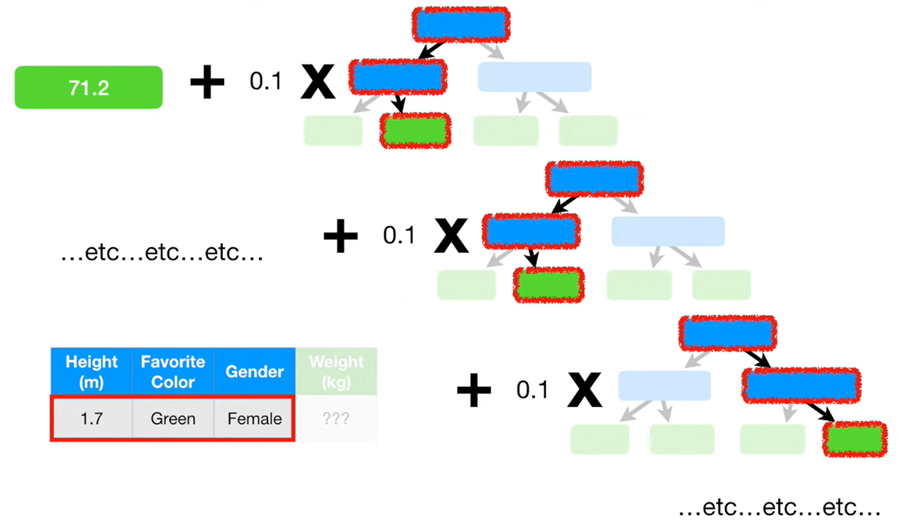 71.2 + 0.1 X
…etc…etc…etc… + 0.1 X
Height (m) Favorite Color Gender Weight (kg)
1.7 Green Female ???
+ 0.1 X
…etc…etc…etc…